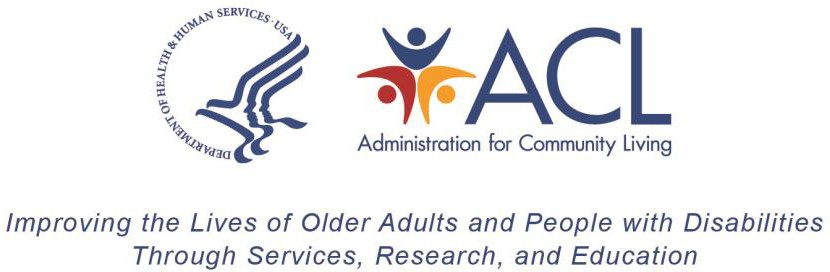 DEPARTMENT OF HEALTH & HUMAN SERVICES · USA
ACL
Administration for Community Living
Improving the Lives of Older Adults and People with Disabilities
Through Services, Research, and Education